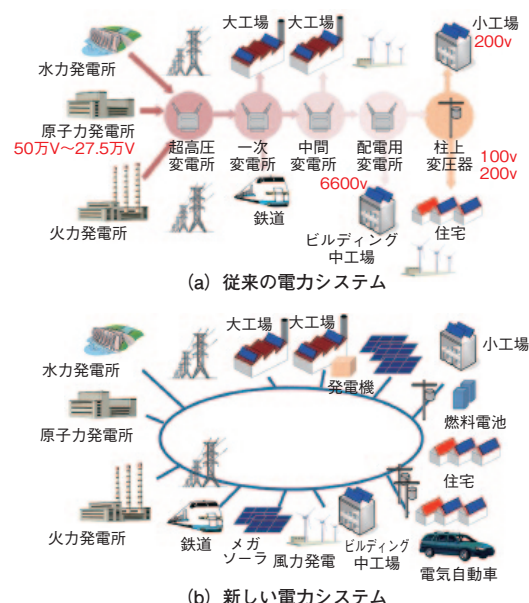 大工場 大工場
小工場
200v
水力発電所
原子力発電所
50万V～27.5万V
超高圧
変電所
一次
変電所
中間
変電所
配電用
変電所
柱上
変圧器
100v
200v
6600v
火力発電所
鉄道
ビルディング
中工場
住宅
(a) 従来の電力システム
大工場 大工場
小工場
水力発電所
発電機
燃料電池
原子力発電所
住宅
火力発電所
鉄道
メガ
ソーラ
風力発電
ビルディング
中工場
電気自動車
(b) 新しい電力システム